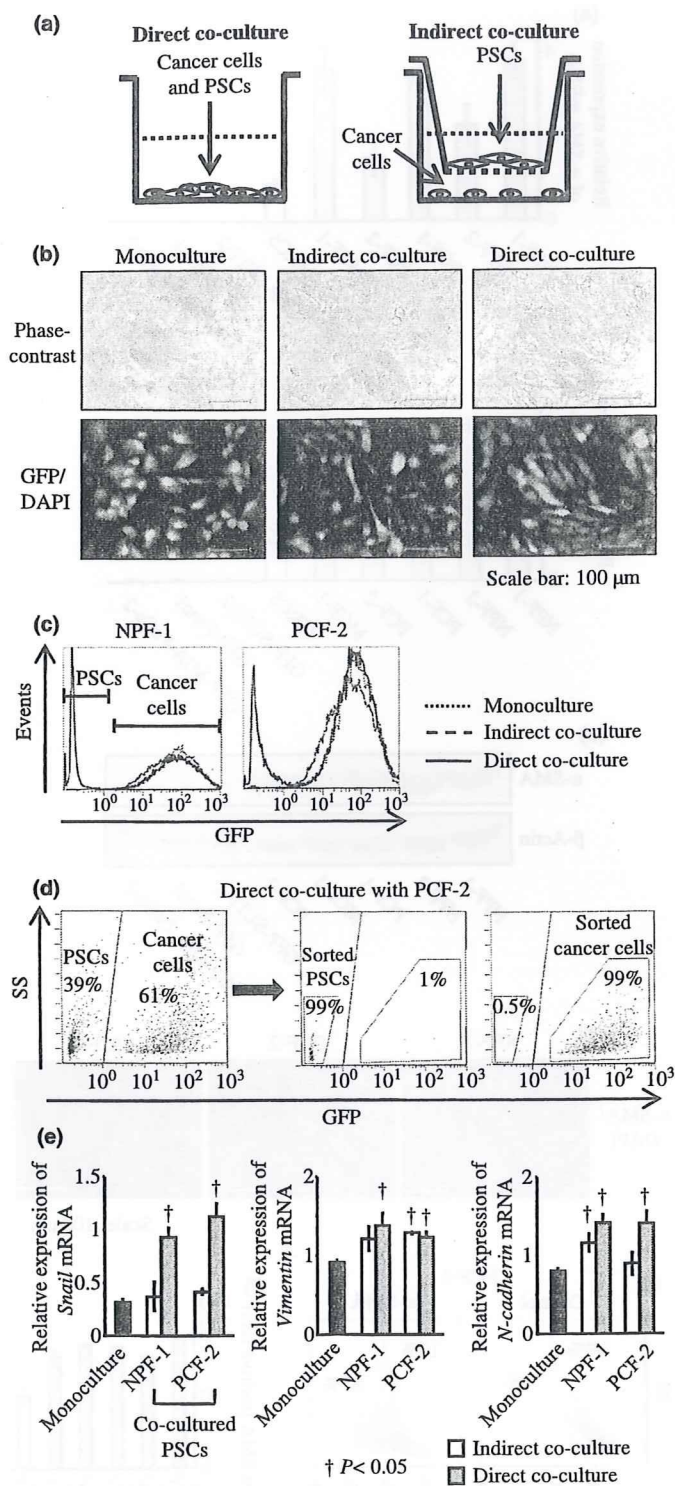 (a)
Direct co-culture
Cancer cells
and PSCs
Indirect co-culture
PSCs
Cancer
cells
(b)
Monoculture
Indirect co-culture
Direct co-culture
Phase-
contrast
GFP/
DAPI
Scale bar: 100 µm
(c)
NPF-1
PCF-2
Events
PSCs
Cancer
cells
10⁰ 10¹ 10² 10³
10⁰ 10¹ 10² 10³
GFP
Monoculture
Indirect co-culture
Direct co-culture
(d)
Direct co-culture with PCF-2
SS
PSCs
39%
Cancer
cells
61%
Sorted
PSCs
99%
1%
Sorted
cancer cells
0.5%
99%
10⁰ 10¹ 10² 10³
10⁰ 10¹ 10² 10³
10⁰ 10¹ 10² 10³
GFP
(e)
Relative expression of
Snail mRNA
1.5
1
0.5
0
† †
Monoculture
NPF-1
PCF-2
Co-cultured
PSCs
Relative expression of
Vimentin mRNA
2
1
0
† † †
Monoculture
NPF-1
PCF-2
Relative expression of
N-cadherin mRNA
2
1
0
† † †
Monoculture
NPF-1
PCF-2
† P< 0.05
Indirect co-culture
Direct co-culture